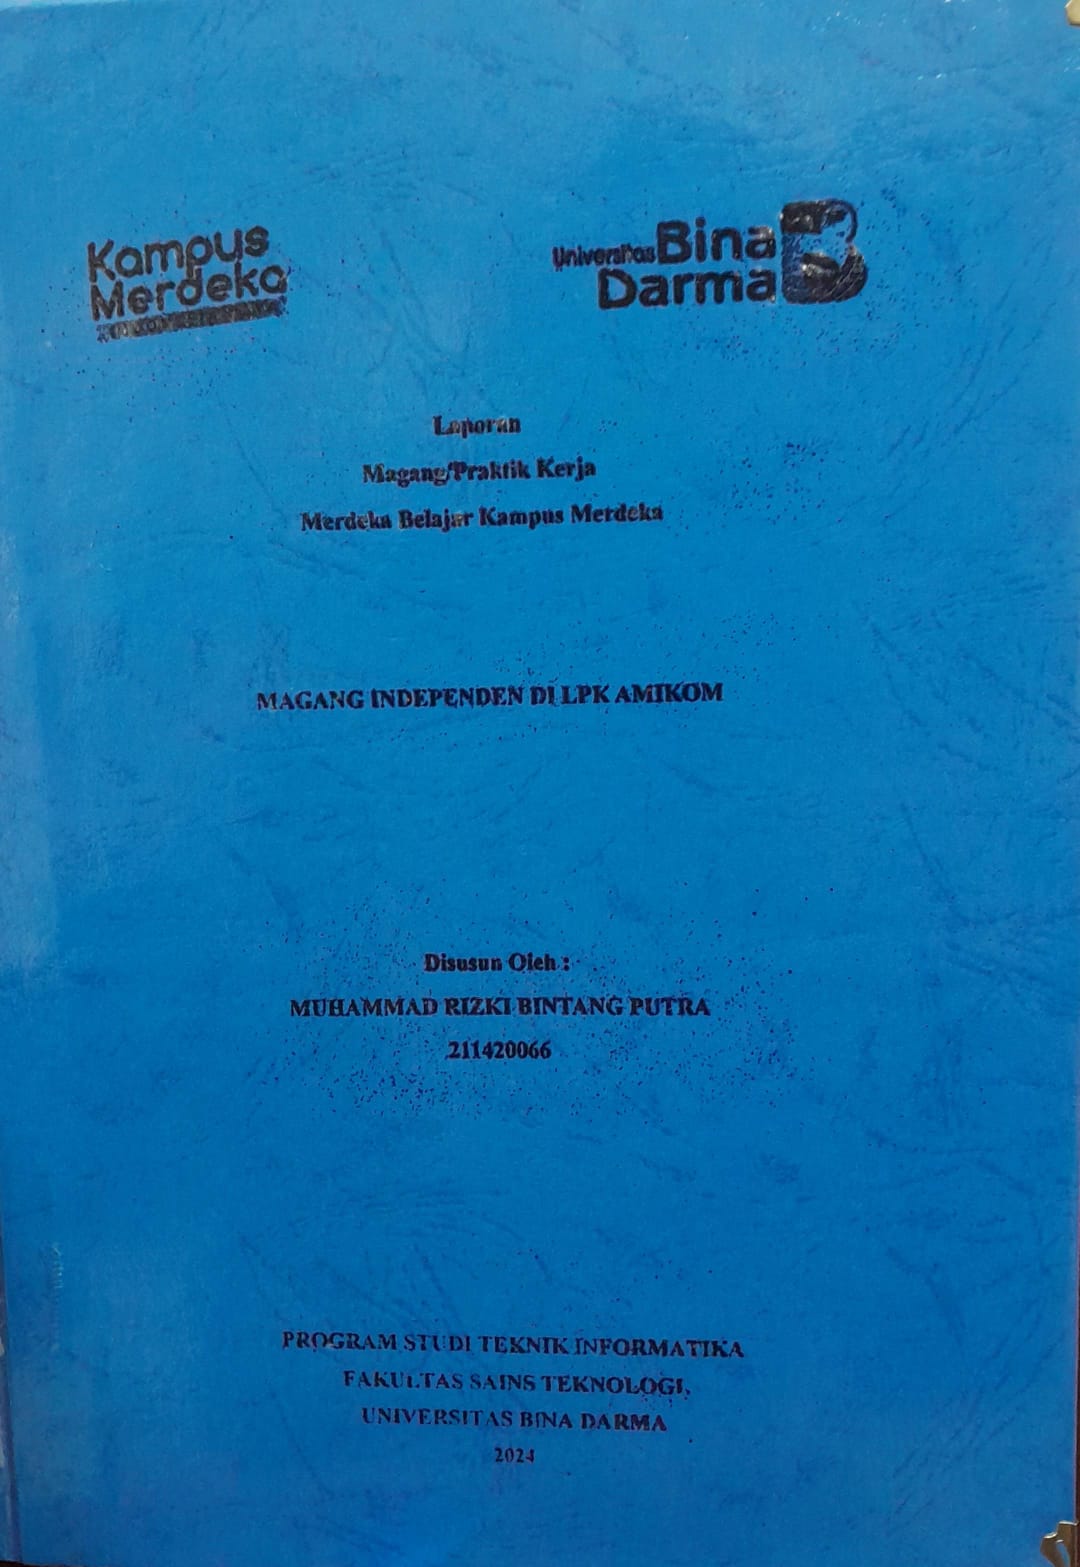 Kampus
Merdeka
Universitas Bina
Darma
Laporan
Magang/Praktik Kerja
Merdeka Belajar Kampus Merdeka
MAGANG INDEPENDEN DI LPK AMIKOM
Disusun Oleh :
MUHAMMAD RIZKI BINTANG PUTRA
211420066
PROGRAM STUDI TEKNIK INFORMATIKA
FAKULTAS SAINS TEKNOLOGI,
UNIVERSITAS BINA DARMA
2024